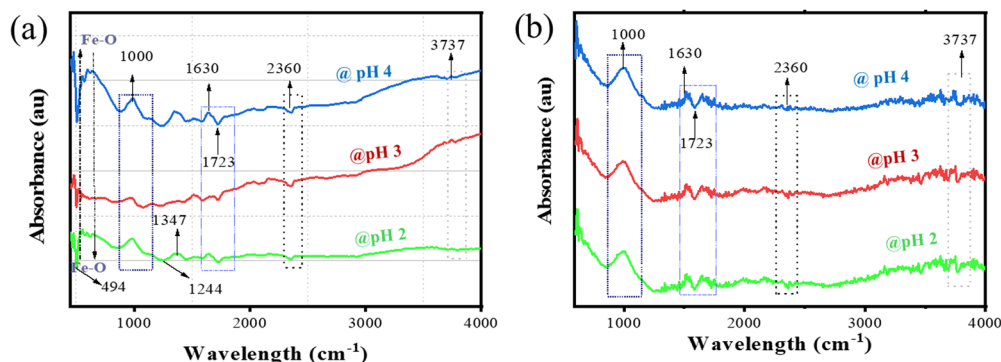 (a)
Fe-O
1000
1630
2360
3737
@ pH 4
1723
@pH 3
1347
@pH 2
Fe-O
494
1244
Absorbance (au)
1000
2000
3000
4000
Wavelength (cm⁻¹)
(b)
1000
1630
2360
3737
@ pH 4
1723
@pH 3
@pH 2
Absorbance (au)
1000
2000
3000
4000
Wavelength (cm⁻¹)